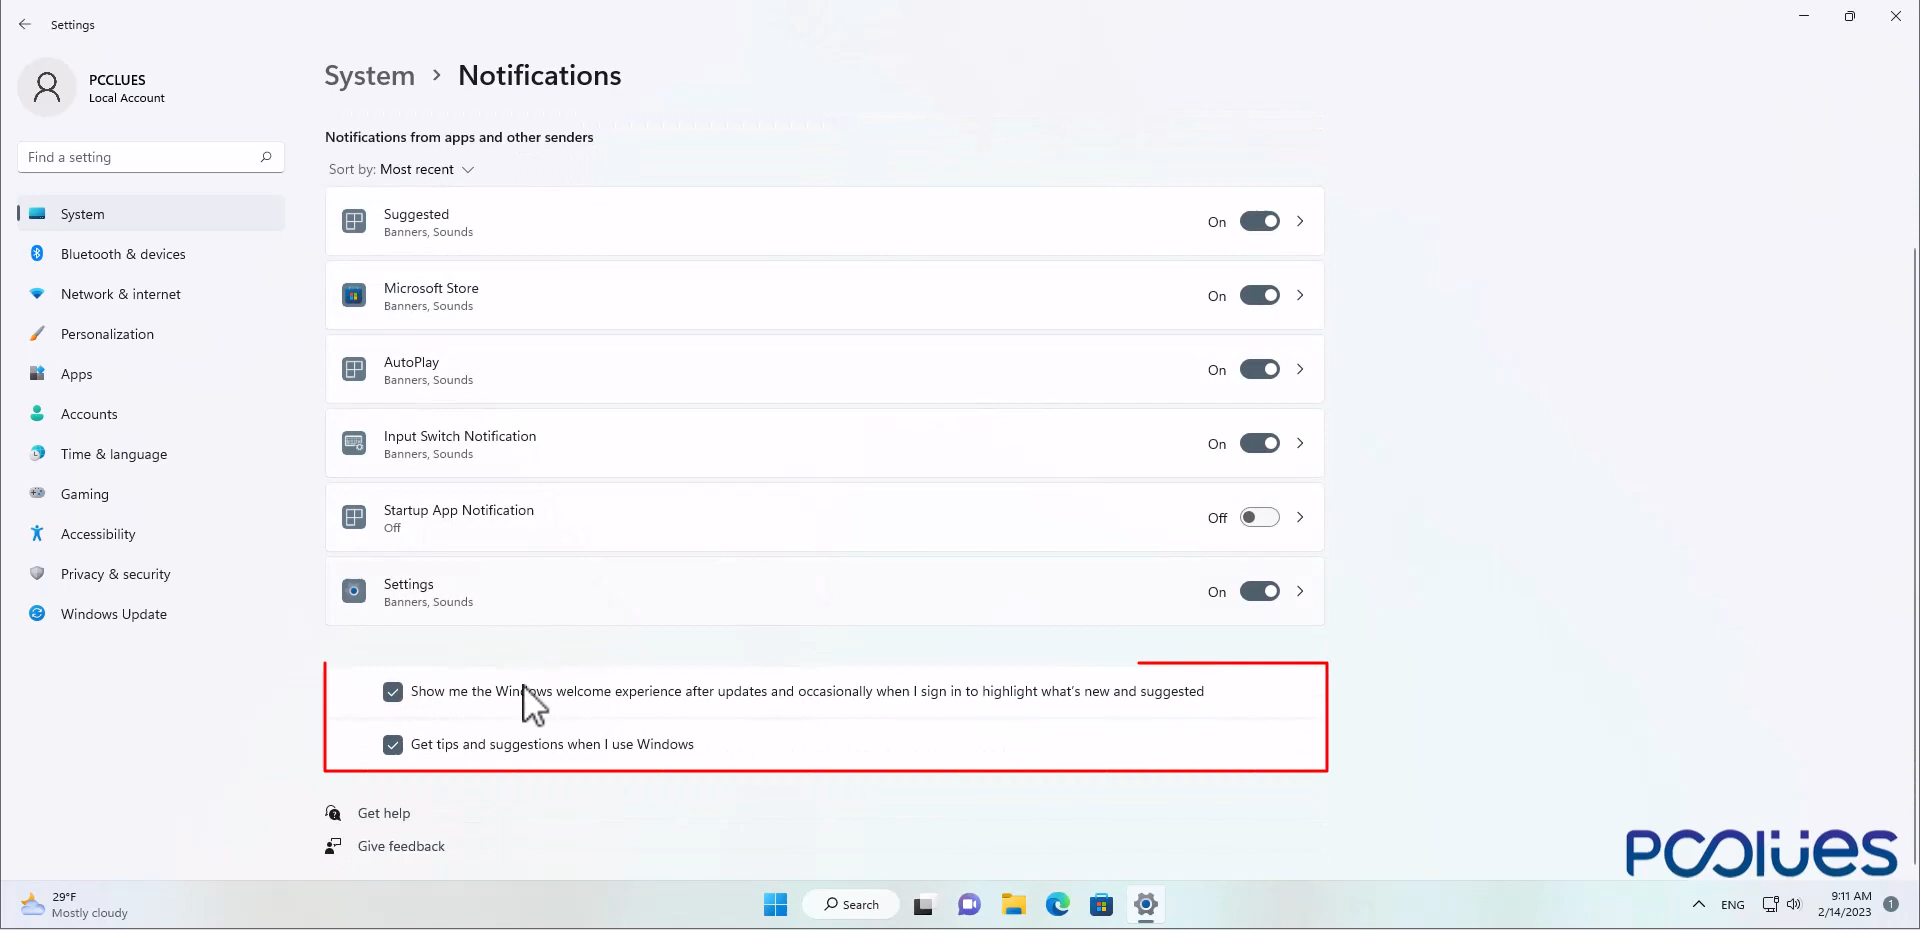 Settings
PCCLUES
Local Account
Find a setting
System
Bluetooth & devices
Network & internet
Personalization
Apps
Accounts
Time & language
Gaming
Accessibility
Privacy & security
Windows Update
System > Notifications
Notifications from apps and other senders
Sort by: Most recent
Suggested
Banners, Sounds
On
Microsoft Store
Banners, Sounds
On
AutoPlay
Banners, Sounds
On
Input Switch Notification
Banners, Sounds
On
Startup App Notification
Off
Off
Settings
Banners, Sounds
On
Show me the Windows welcome experience after updates and occasionally when I sign in to highlight what's new and suggested
Get tips and suggestions when I use Windows
Get help
Give feedback
PCClues
29°F
Mostly cloudy
Search
ENG
9:11 AM
2/14/2023
1